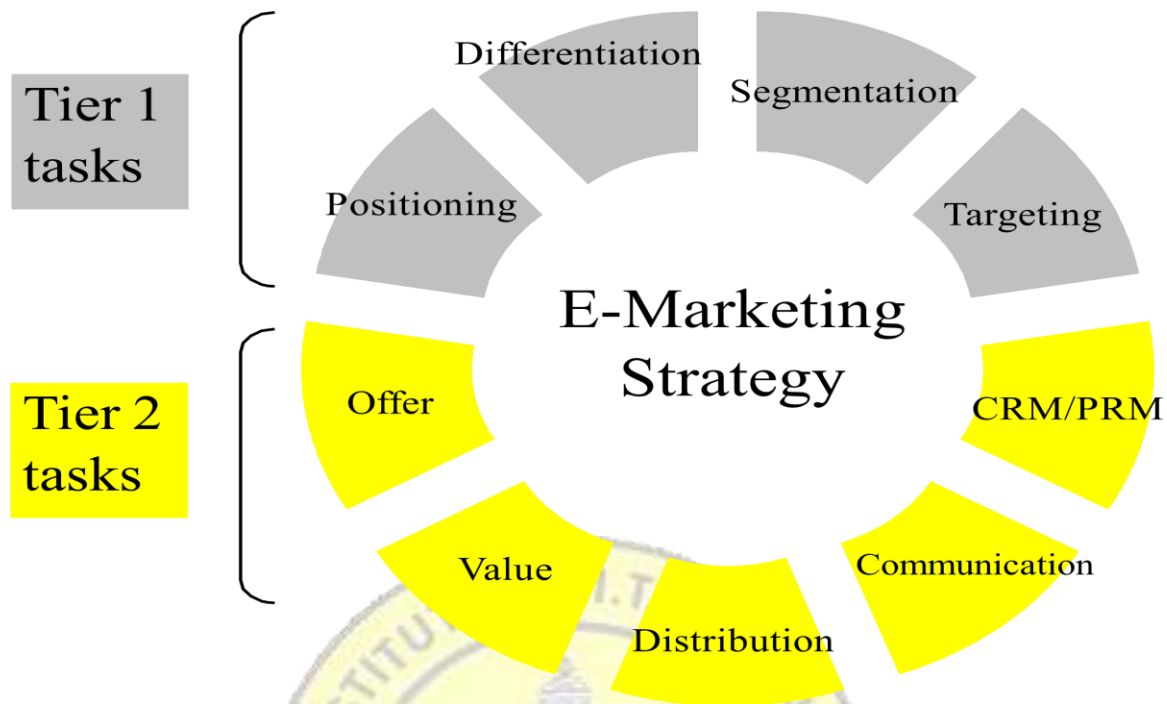 Tier 1
tasks
Differentiation
Segmentation
Positioning
Targeting
E-Marketing
Strategy
Tier 2
tasks
Offer
CRM/PRM
Value
Communication
Distribution